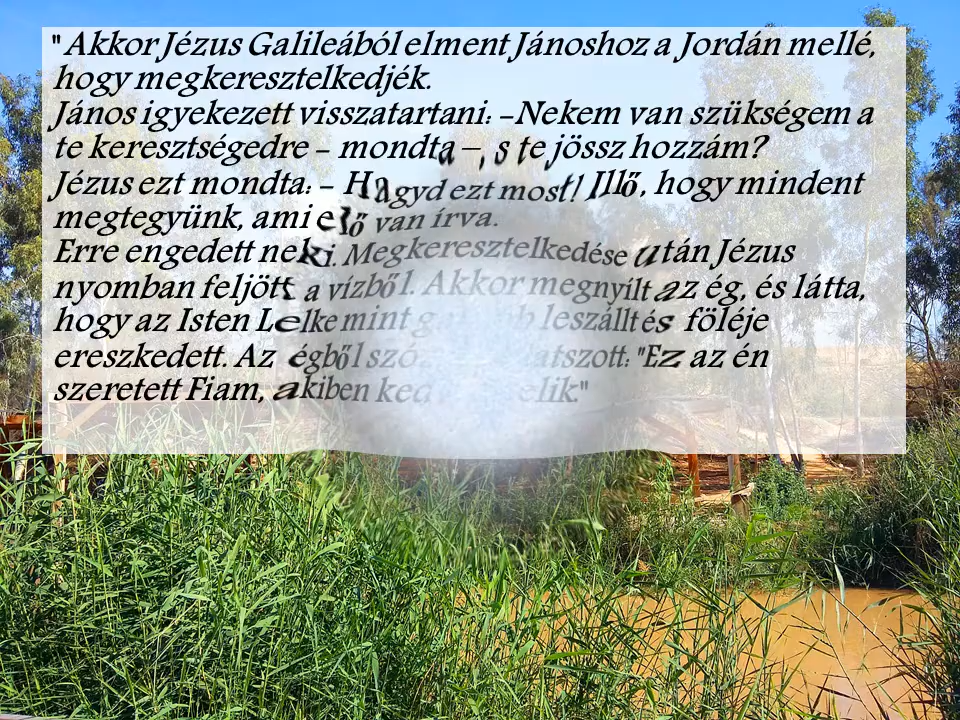 "Akkor Jézus Galileából elment Jánoshoz a Jordán mellé,
hogy megkeresztelkedjék.
János igyekezett visszatartani: -Nekem van szükségem a
te keresztségedre - mondta –, s te jössz hozzám?
Jézus ezt mondta: - Hagyd ezt most! Illő, hogy mindent
megtegyünk, ami elő van írva.
Erre engedett neki. Megkeresztelkedése után Jézus
nyomban feljött a vízből. Akkor megnyílt az ég, és látta,
hogy az Isten Lelke mint leszállt és föléje
ereszkedett. Az égből "Ez az én
szeretett Fiam, akiben